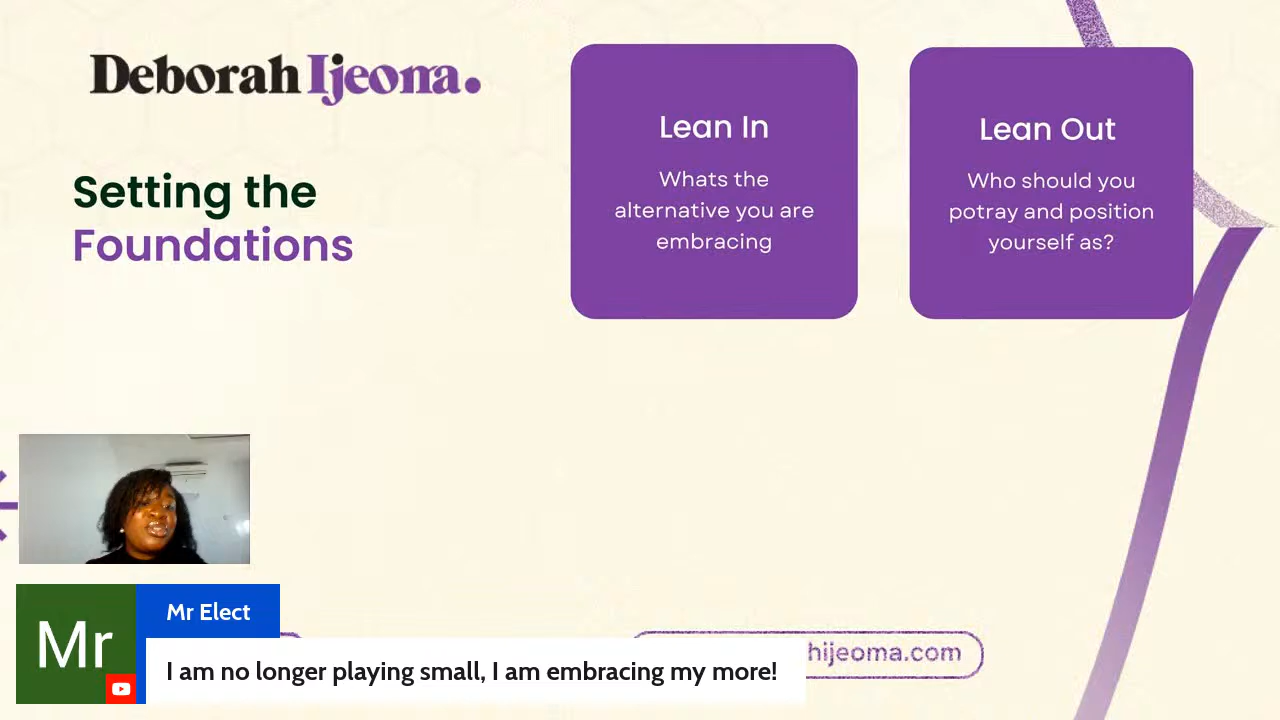 Deborah Ijeona.
Setting the
Foundations
Lean In
Whats the
alternative you are
embracing
Lean Out
Who should you
potray and position
yourself as?
Mr
Mr Elect
I am no longer playing small, I am embracing my more!
hijeoma.com